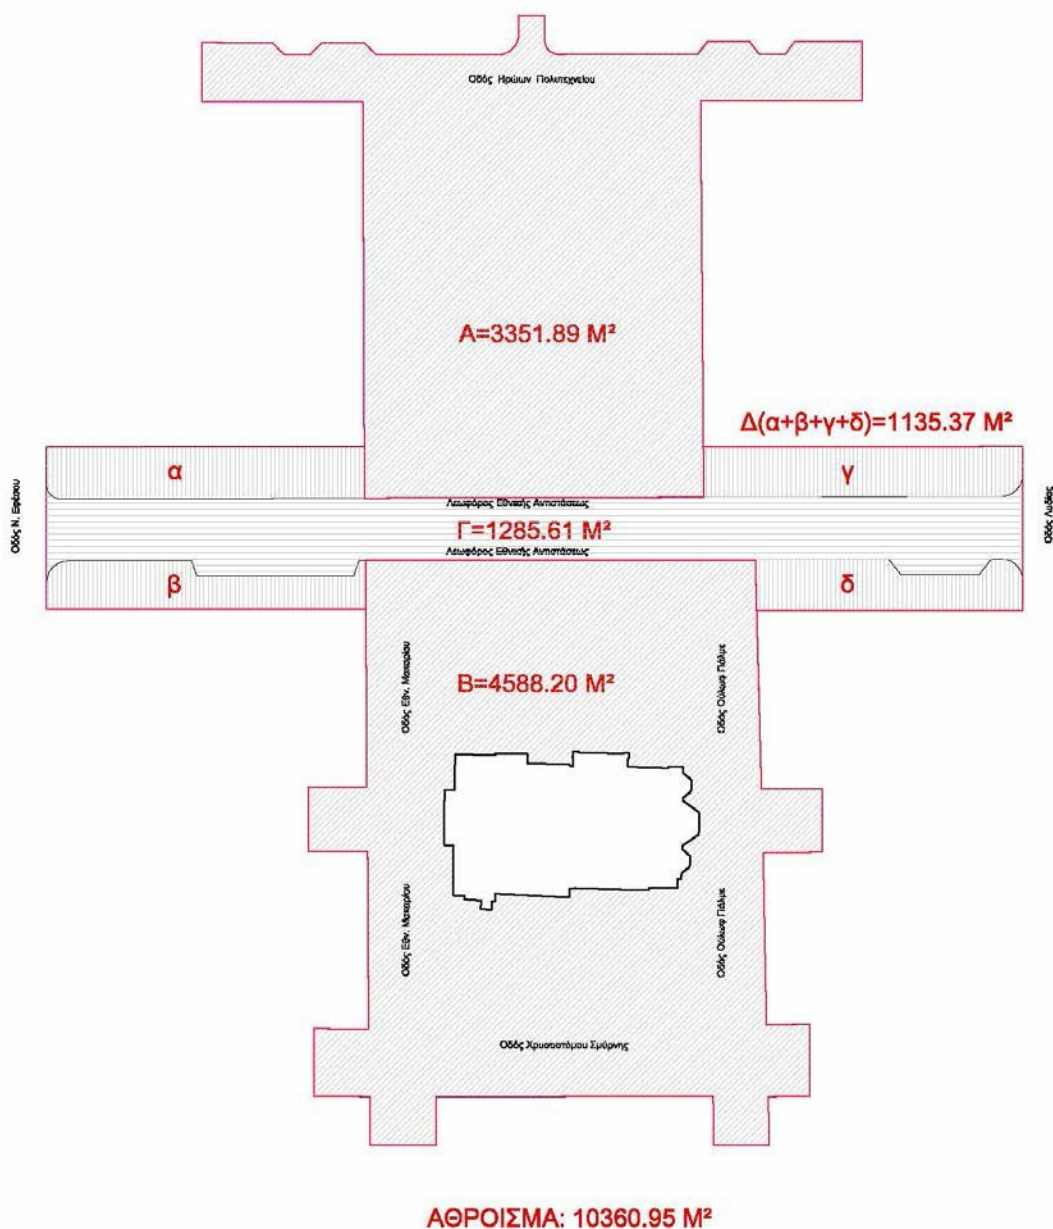 Οδός Ηρώων Πολυτεχνείου
Α=3351.89 Μ²
Δ(α+β+γ+δ)=1135.37 Μ²
α
γ
Οδός Ν. Εφέσου
Λεωφόρος Εθνικής Αντιστάσεως
Οδός Λυδίας
Γ=1285.61 Μ²
Λεωφόρος Εθνικής Αντιστάσεως
β
δ
Οδός Εθν. Μακαρίου
Οδός Ούλωφ Πάλμε
Β=4588.20 Μ²
Οδός Εθν. Μακαρίου
Οδός Ούλωφ Πάλμε
Οδός Χρυσοστόμου Σμύρνης
ΑΘΡΟΙΣΜΑ: 10360.95 Μ²